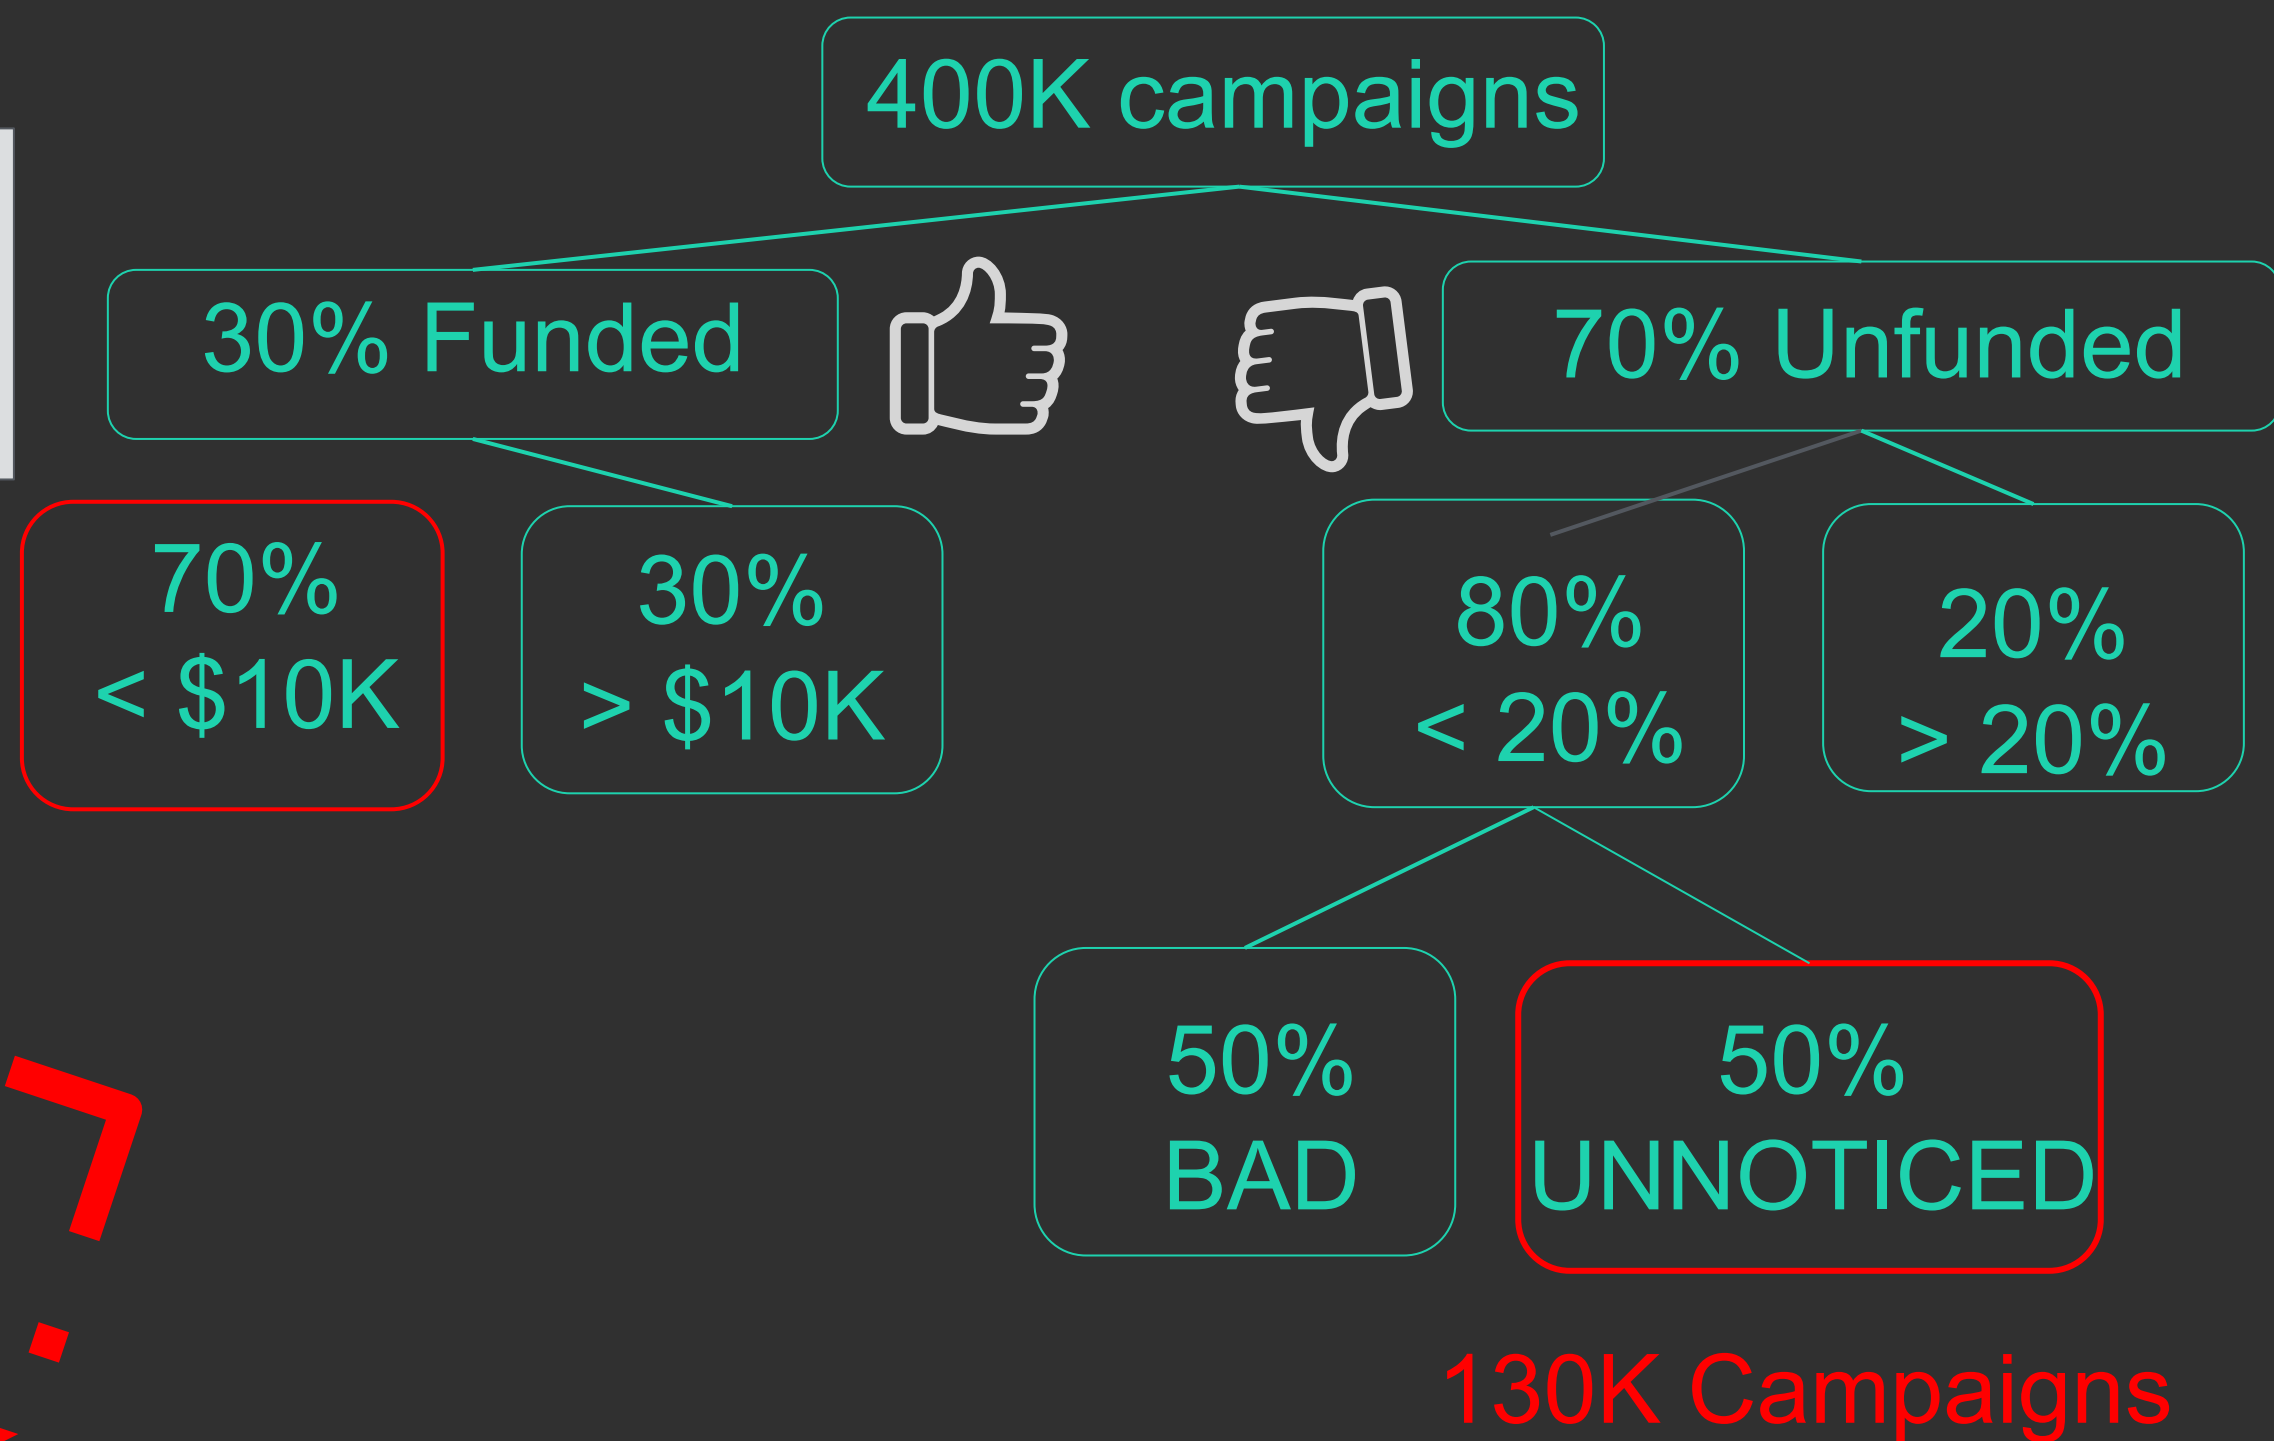 400K campaigns
30% Funded
70% Unfunded
70%
< $10K
30%
> $10K
80%
< 20%
20%
> 20%
50%
BAD
50%
UNNOTICED
130K Campaigns